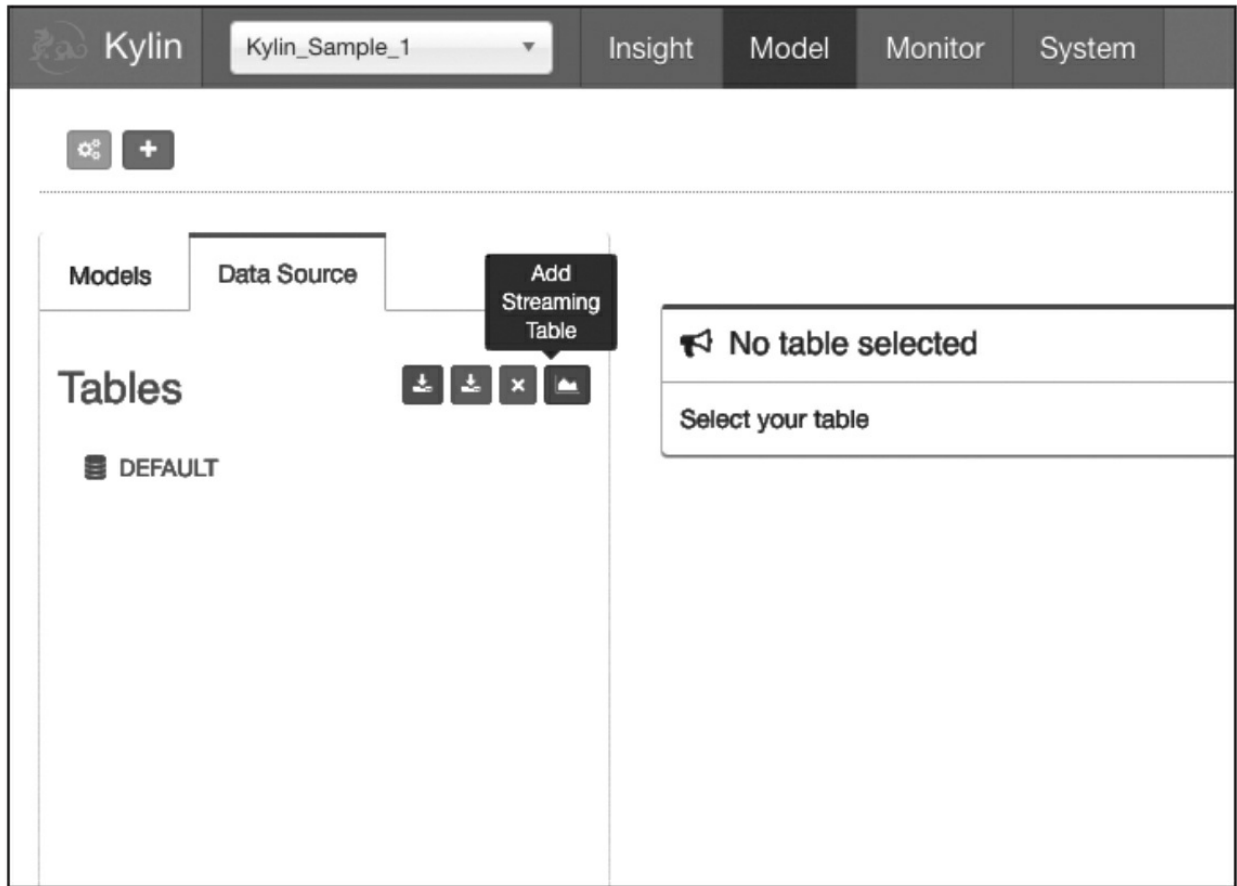 Kylin Kylin_Sample_1 Insight Model Monitor System
Models Data Source
Add
Streaming
Table
Tables
DEFAULT
No table selected
Select your table